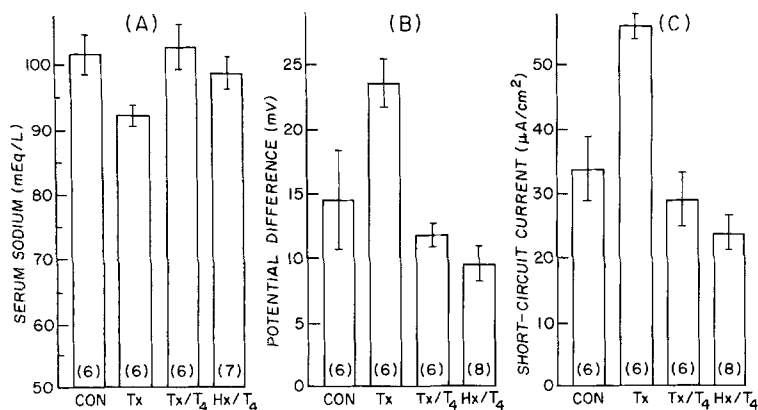 (A)
SERUM SODIUM (mEq/L)
100
90
80
70
60
50
(6) (6) (6) (7)
CON Tx Tx/T4 Hx/T4
(B)
POTENTIAL DIFFERENCE (mV)
25
20
15
10
5
0
(6) (6) (6) (8)
CON Tx Tx/T4 Hx/T4
(C)
SHORT-CIRCUIT CURRENT (μA/cm²)
50
40
30
20
10
0
(6) (6) (6) (8)
CON Tx Tx/T4 Hx/T4